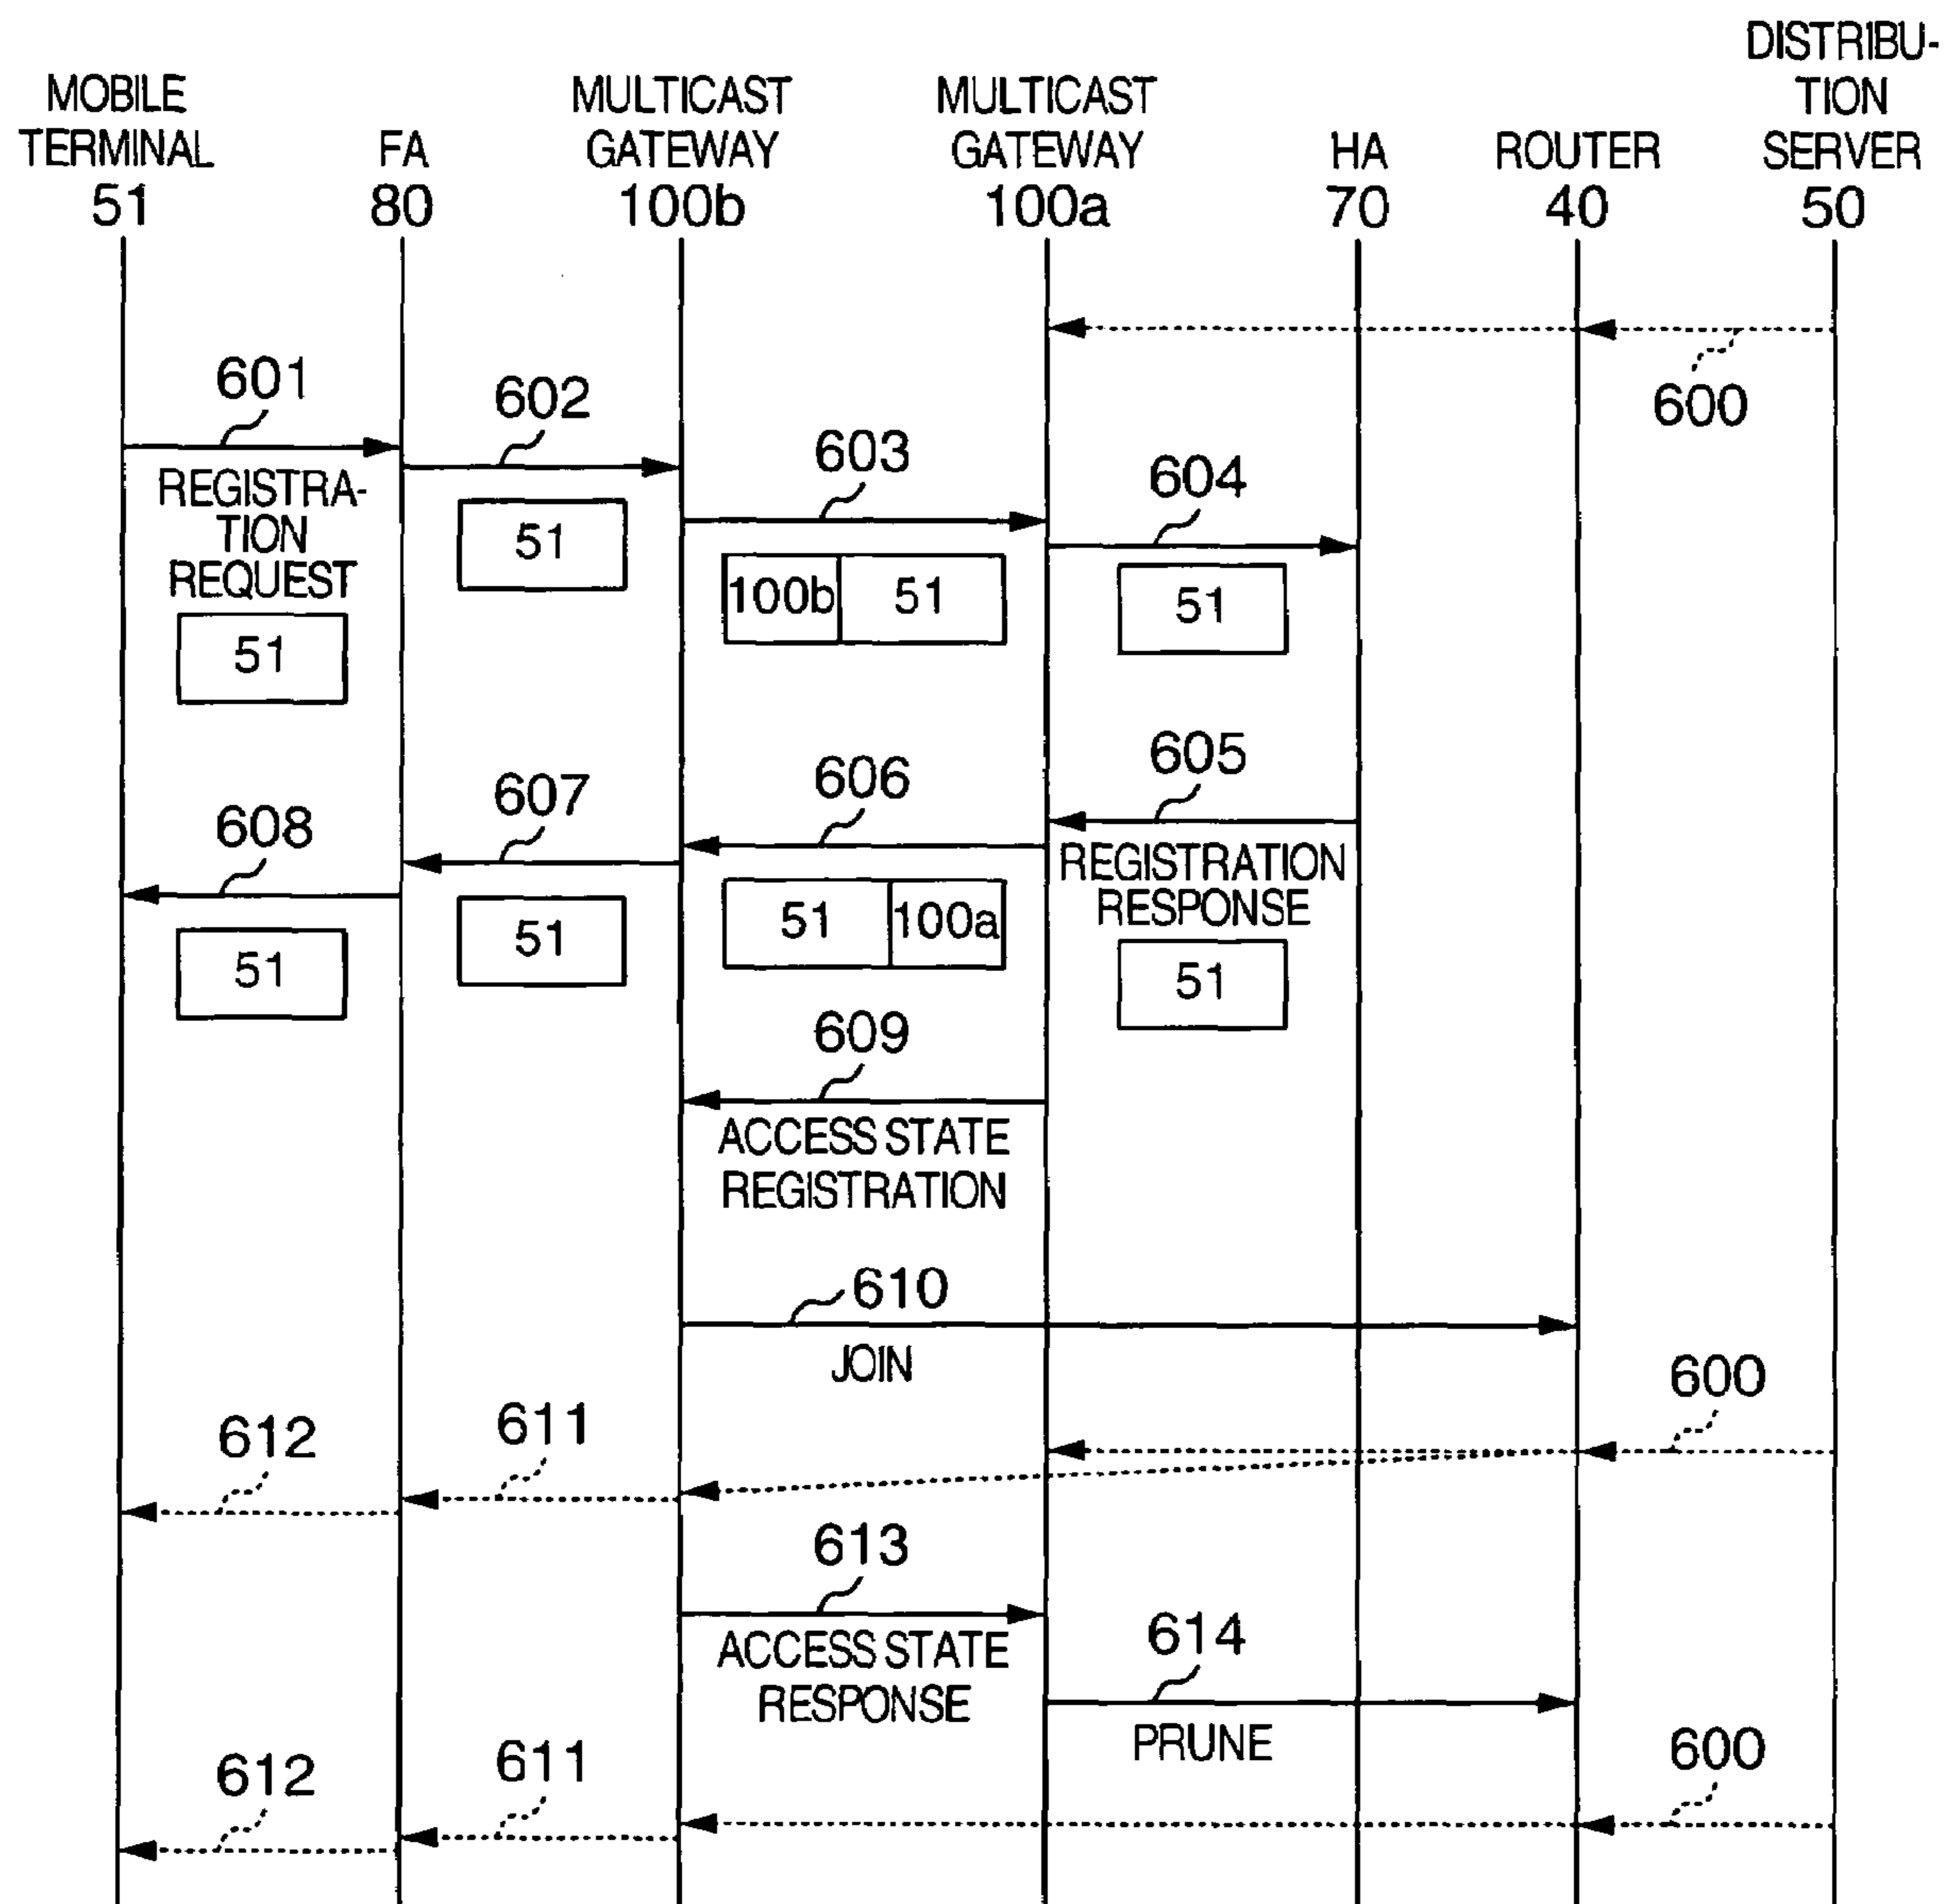 DISTRIBU-
TION
SERVER
50
MOBILE
TERMINAL
51
FA
80
MULTICAST
GATEWAY
100b
MULTICAST
GATEWAY
100a
HA
70
ROUTER
40
600
601
REGISTRA-
TION
REQUEST
51
602
51
603
100b 51
604
51
605
REGISTRATION
RESPONSE
51
606
51 100a
607
51
608
51
609
ACCESS STATE
REGISTRATION
610
JOIN
600
611
612
613
ACCESS STATE
RESPONSE
614
PRUNE
600
611
612